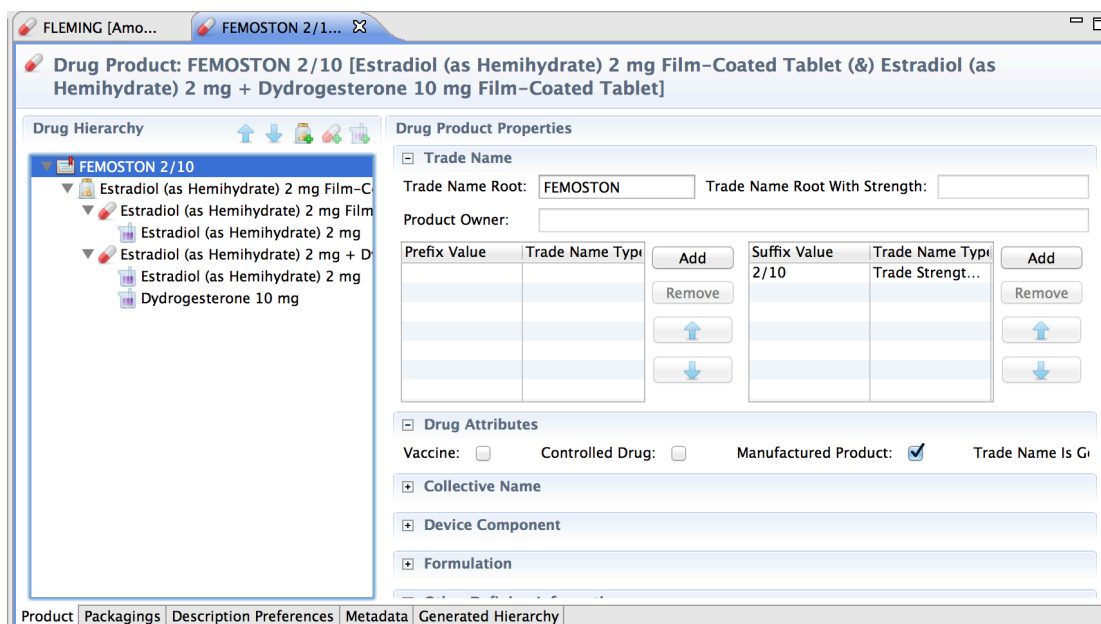 FLEMING [Amo...
FEMOSTON 2/1...
Drug Product: FEMOSTON 2/10 [Estradiol (as Hemihydrate) 2 mg Film-Coated Tablet (&) Estradiol (as
Hemihydrate) 2 mg + Dydrogesterone 10 mg Film-Coated Tablet]
Drug Hierarchy
FEMOSTON 2/10
Estradiol (as Hemihydrate) 2 mg Film-C
Estradiol (as Hemihydrate) 2 mg Film
Estradiol (as Hemihydrate) 2 mg
Estradiol (as Hemihydrate) 2 mg + D
Estradiol (as Hemihydrate) 2 mg
Dydrogesterone 10 mg
Drug Product Properties
Trade Name
Trade Name Root: FEMOSTON Trade Name Root With Strength:
Product Owner:
Prefix Value Trade Name Type Add Suffix Value Trade Name Type Add
2/10 Trade Strengt...
Remove Remove
Drug Attributes
Vaccine: Controlled Drug: Manufactured Product: Trade Name Is Ge
Collective Name
Device Component
Formulation
Product Packagings Description Preferences Metadata Generated Hierarchy